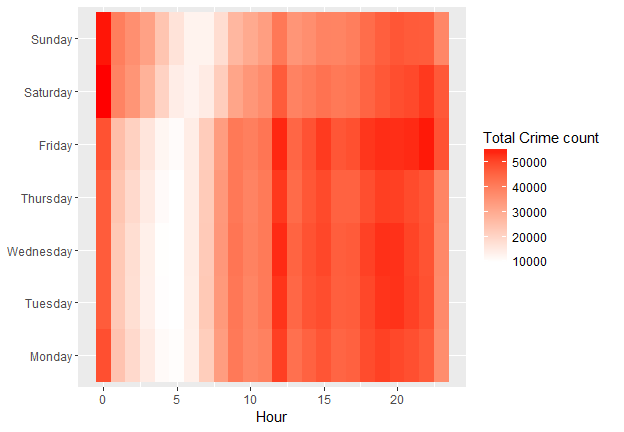 Sunday
Saturday
Friday
Thursday
Wednesday
Tuesday
Monday
0 5 10 15 20
Hour
Total Crime count
50000
40000
30000
20000
10000